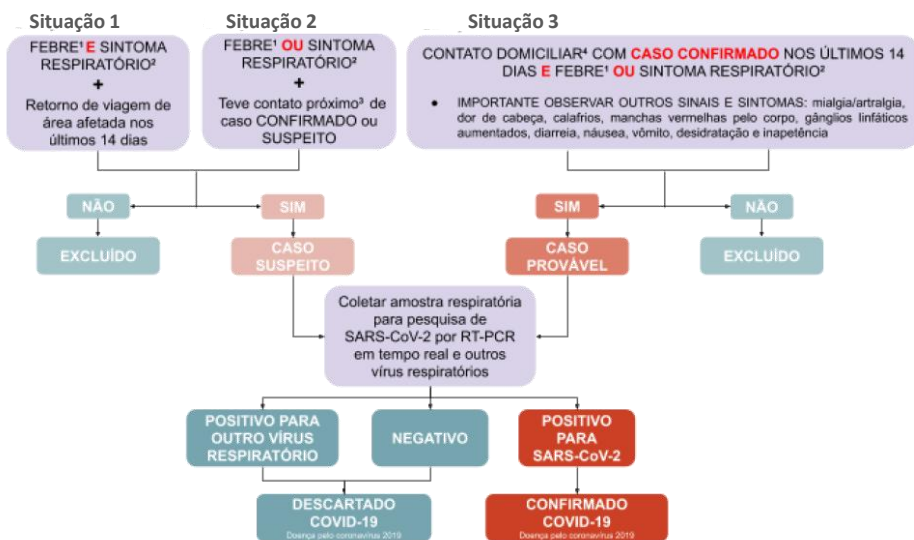 Situação 1
FEBRE¹ E SINTOMA
RESPIRATÓRIO²
+
Retorno de viagem de
área afetada nos
últimos 14 dias
Situação 2
FEBRE¹ OU SINTOMA
RESPIRATÓRIO²
+
Teve contato próximo³ de
caso CONFIRMADO ou
SUSPEITO
Situação 3
CONTATO DOMICILIAR⁴ COM CASO CONFIRMADO NOS ÚLTIMOS 14
DIAS E FEBRE¹ OU SINTOMA RESPIRATÓRIO²
• IMPORTANTE OBSERVAR OUTROS SINAIS E SINTOMAS: mialgia/artralgia,
dor de cabeça, calafrios, manchas vermelhas pelo corpo, gânglios linfáticos
aumentados, diarreia, náusea, vômito, desidratação e inapetência
NÃO
SIM
SIM
NÃO
EXCLUÍDO
CASO
SUSPEITO
CASO
PROVÁVEL
EXCLUÍDO
Coletar amostra respiratória
para pesquisa de
SARS-CoV-2 por RT-PCR
em tempo real e outros
vírus respiratórios
POSITIVO PARA
OUTRO VÍRUS
RESPIRATÓRIO
NEGATIVO
POSITIVO
PARA
SARS-CoV-2
DESCARTADO
COVID-19
Doença pelo coronavírus 2019
CONFIRMADO
COVID-19
Doença pelo coronavírus 2019